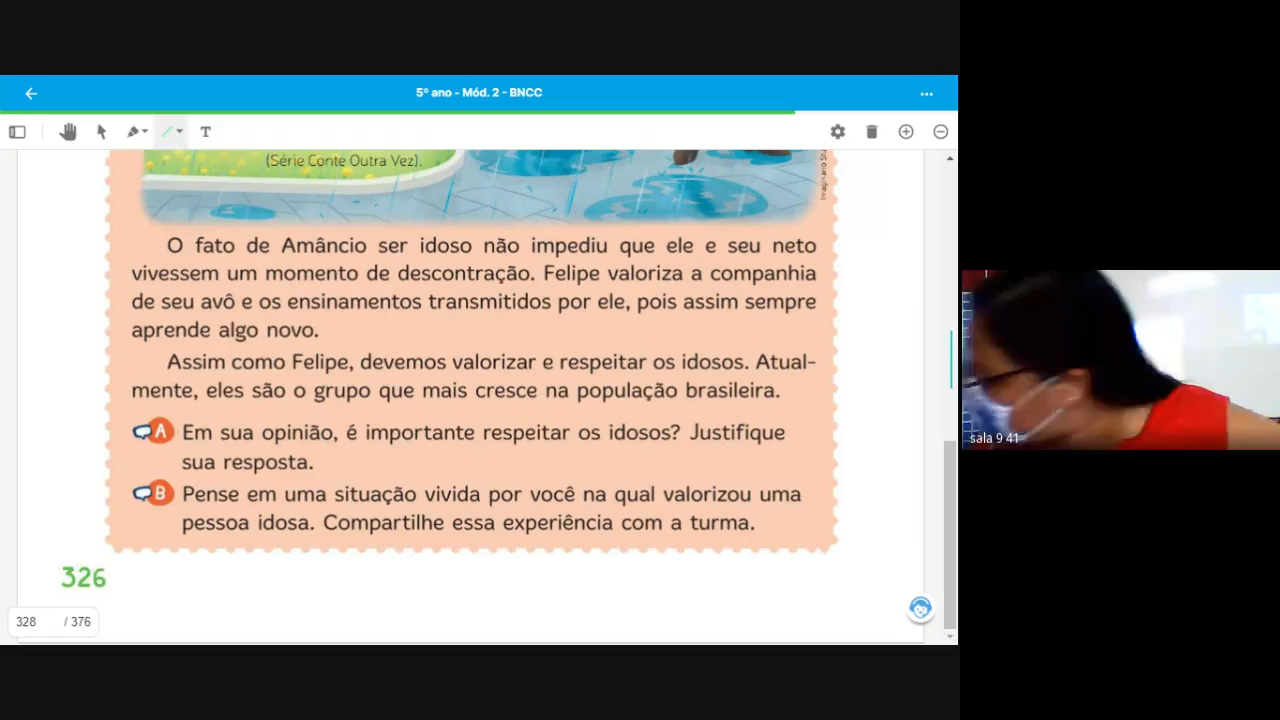 5º ano - Mód. 2 - BNCC
T
(Série Conte Outra Vez).
O fato de Amâncio ser idoso não impediu que ele e seu neto
vivessem um momento de descontração. Felipe valoriza a companhia
de seu avô e os ensinamentos transmitidos por ele, pois assim sempre
aprende algo novo.
Assim como Felipe, devemos valorizar e respeitar os idosos. Atual-
mente, eles são o grupo que mais cresce na população brasileira.
A Em sua opinião, é importante respeitar os idosos? Justifique
sua resposta.
B Pense em uma situação vivida por você na qual valorizou uma
pessoa idosa. Compartilhe essa experiência com a turma.
326
328 / 376
sala 9 41